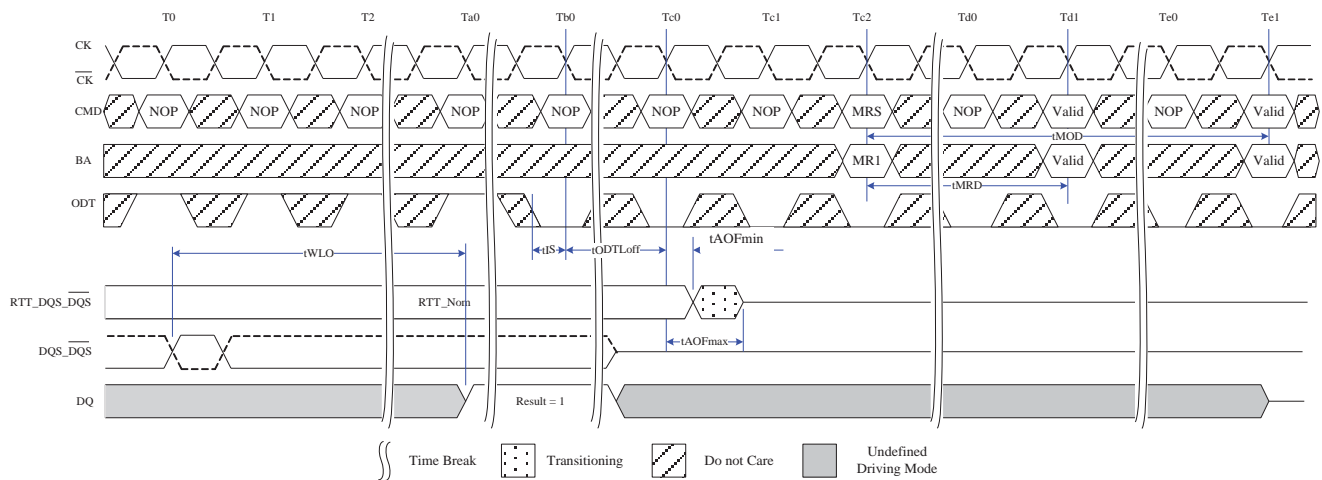 T0 T1 T2 Ta0 Tb0 Tc0 Tc1 Tc2 Td0 Td1 Te0 Te1
CK
CK
CMD NOP NOP NOP NOP NOP NOP NOP MRS NOP Valid NOP Valid
tMOD
BA MR1 Valid Valid
tMRD
ODT
tAOFmin
tWLO tIS tODTLoff
RTT_DQS_DQS RTT_Nom
tAOFmax
DQS_DQS
DQ Result = 1
Time Break Transitioning Do not Care Undefined
Driving Mode